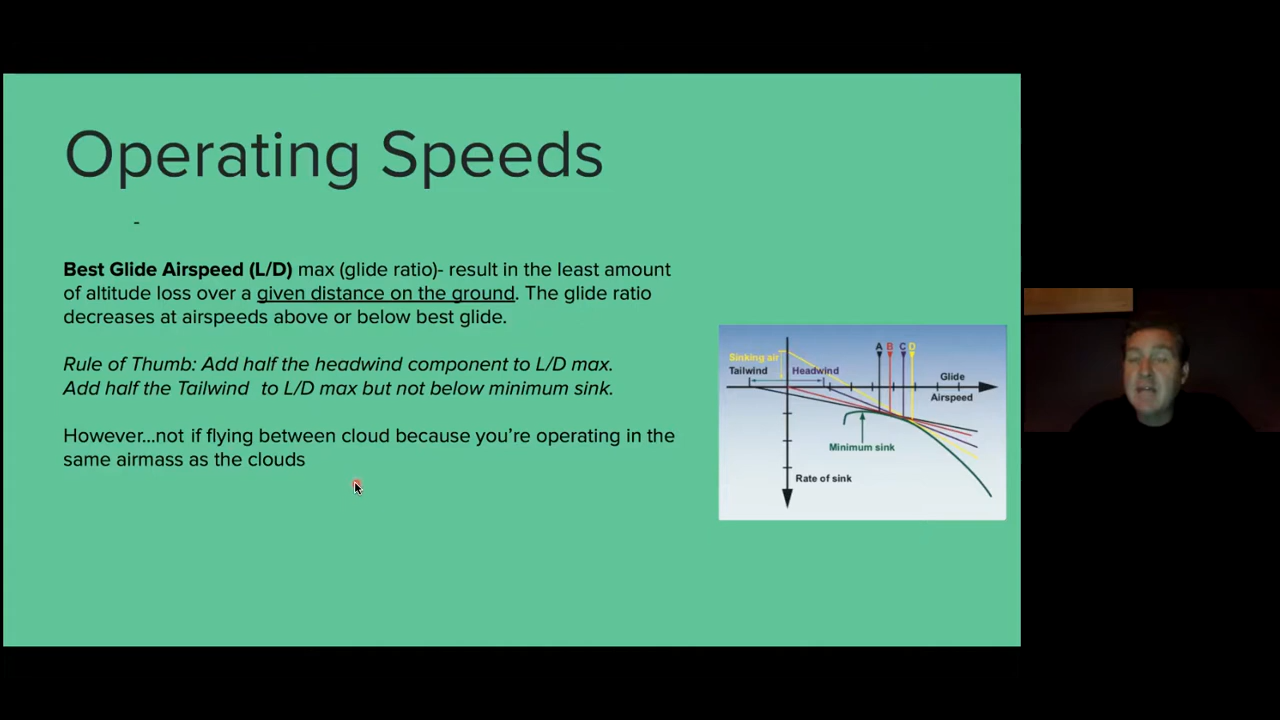 Operating Speeds
-
Best Glide Airspeed (L/D) max (glide ratio)- result in the least amount
of altitude loss over a given distance on the ground. The glide ratio
decreases at airspeeds above or below best glide.
Rule of Thumb: Add half the headwind component to L/D max.
Add half the Tailwind  to L/D max but not below minimum sink.
However...not if flying between cloud because you're operating in the
same airmass as the clouds
A B C D
Sinking air
Tailwind Headwind
Glide
Airspeed
Minimum sink
Rate of sink